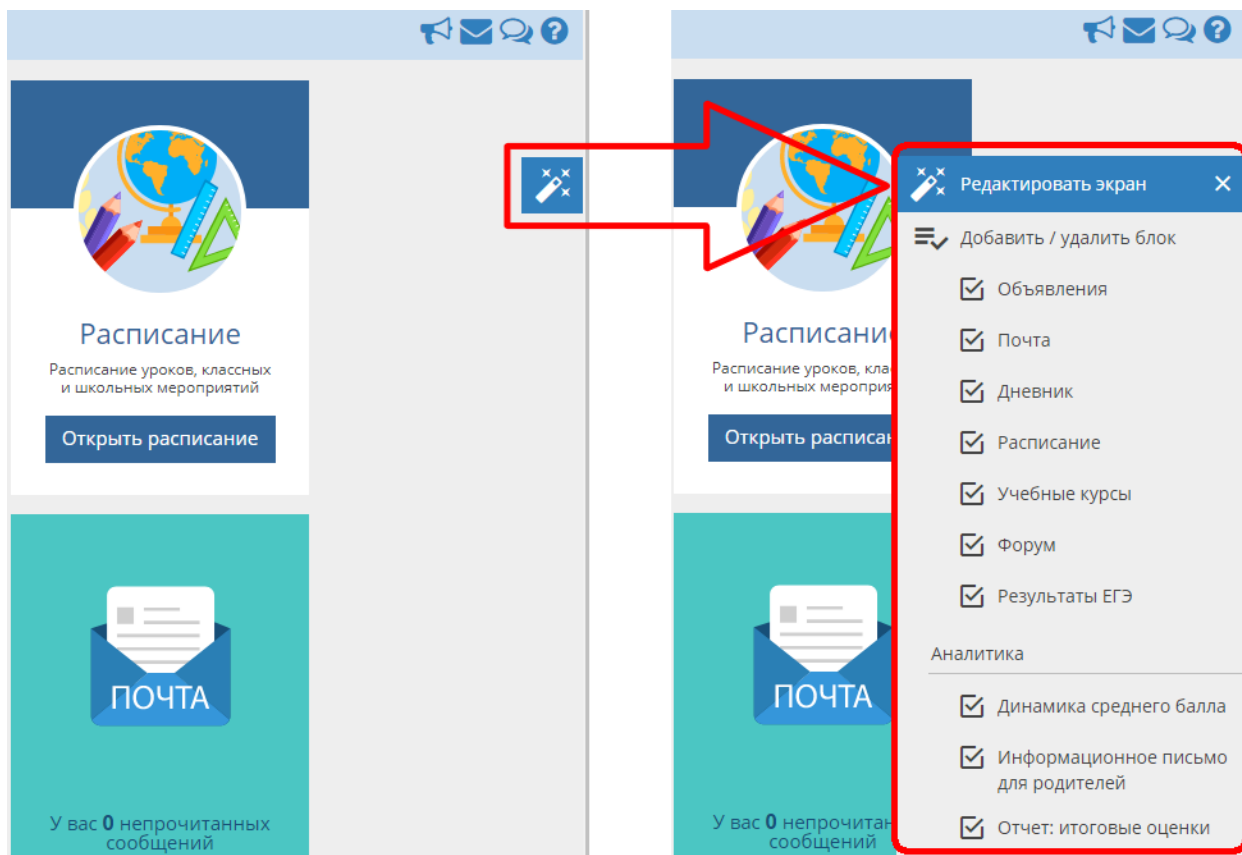 Расписание
Расписание уроков, классных
и школьных мероприятий
Открыть расписание
ПОЧТА
У вас 0 непрочитанных
сообщений
Расписани
Расписание уроков, кла
и школьных мероприя
Открыть расписа
ПОЧТА
У вас 0 непрочитан
сообщений
Редактировать экран
Добавить / удалить блок
Объявления
Почта
Дневник
Расписание
Учебные курсы
Форум
Результаты ЕГЭ
Аналитика
Динамика среднего балла
Информационное письмо
для родителей
Отчет: итоговые оценки